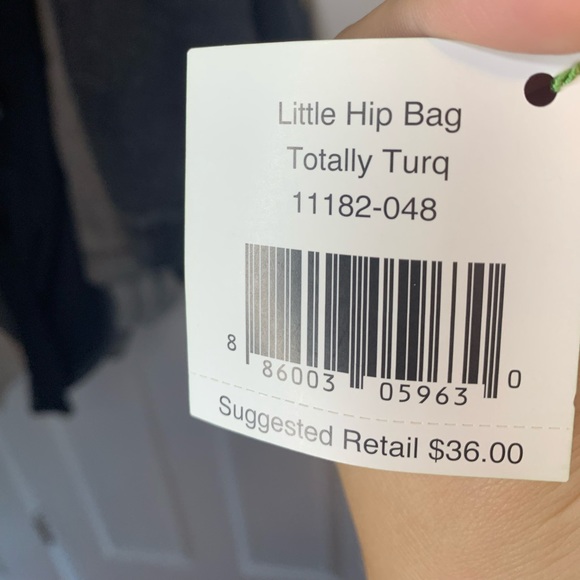 Little Hip Bag
Totally Turq
11182-048
8 86003 05963 0
Suggested Retail $36.00